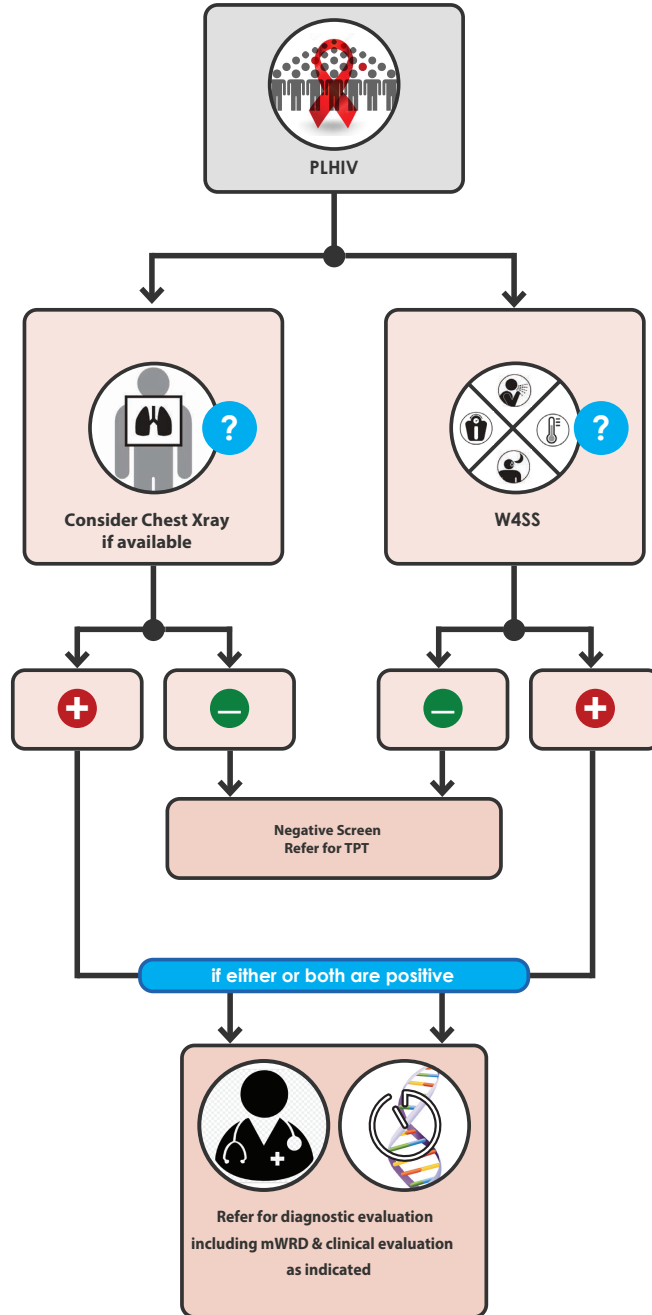 PLHIV
?
?
Consider Chest Xray
if available
W4SS
+
−
−
+
Negative Screen
Refer for TPT
if either or both are positive
Refer for diagnostic evaluation
including mWRD & clinical evaluation
as indicated